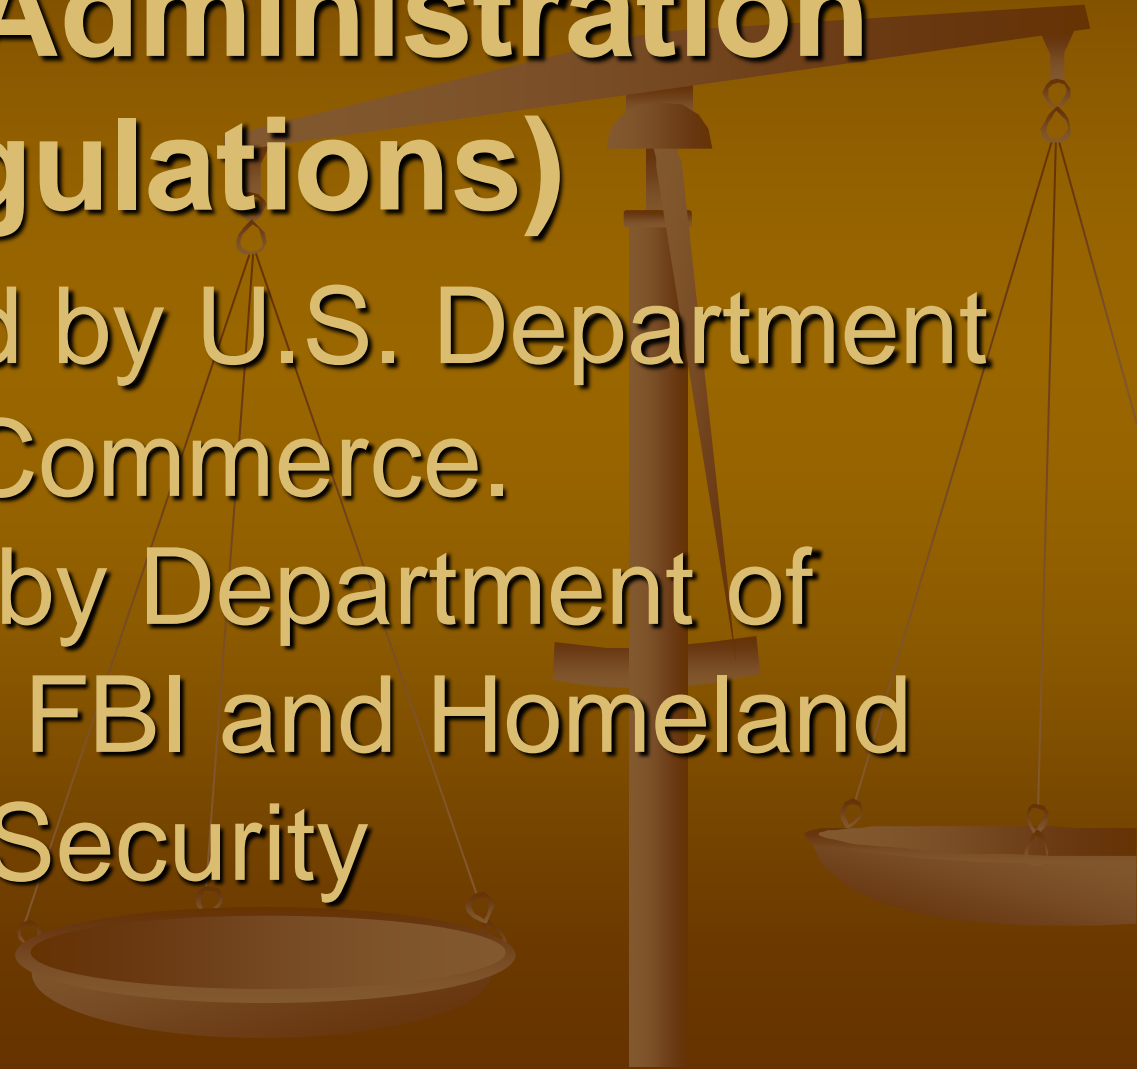 Administration
gulations)
d by U.S. Department
Commerce.
by Department of
FBI and Homeland
Security